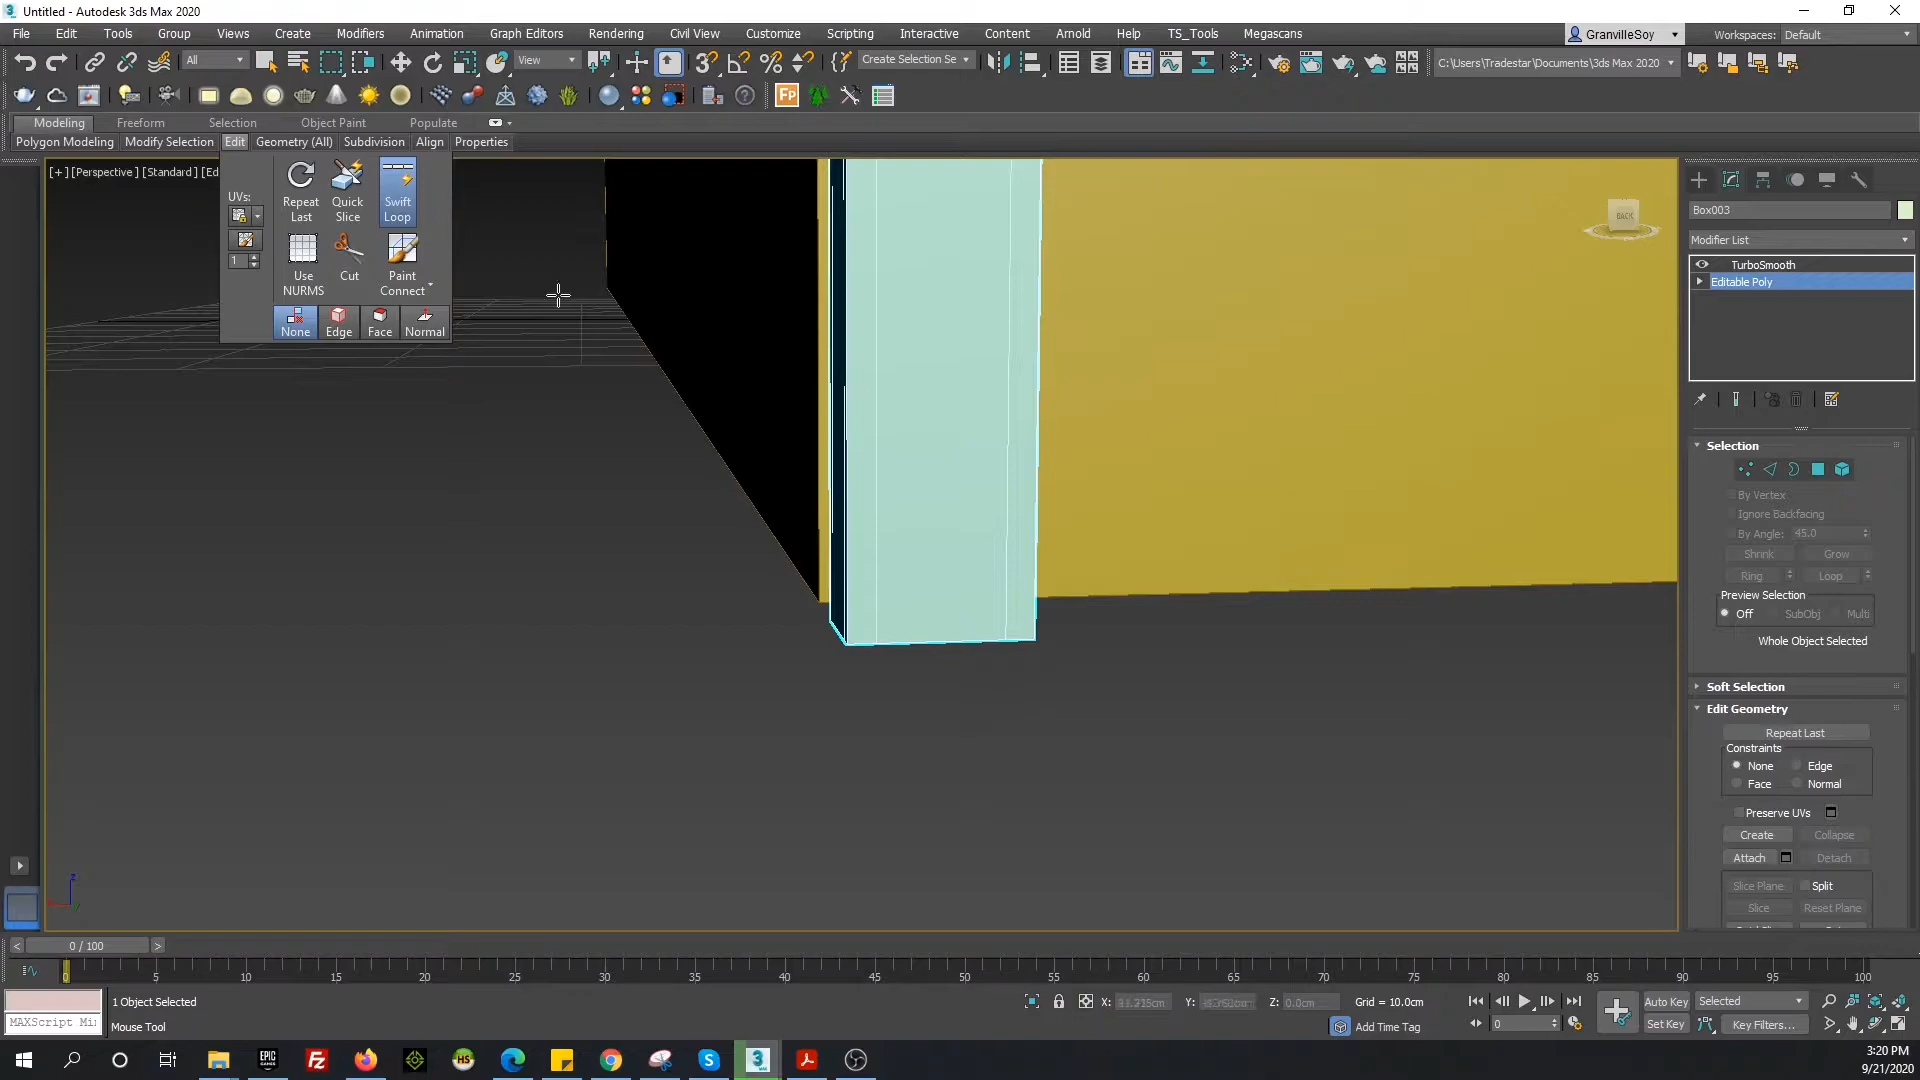 Untitled - Autodesk 3ds Max 2020
File Edit Tools Group Views Create Modifiers Animation Graph Editors Rendering Civil View Customize Scripting Interactive Content Arnold Help TS_Tools Megascans
GranvilleSoy Workspaces: Default
All View Create Selection Se C:\Users\Tradestar\Documents\3ds Max 2020
Modeling Freeform Selection Object Paint Populate
Polygon Modeling Modify Selection Edit Geometry (All) Subdivision Align Properties
[+] [Perspective] [Standard] [Ed
UVs:
Repeat Last
Quick Slice
Swift Loop
1
Use NURMS
Cut
Paint Connect
None Edge Face Normal
BACK
Box003
Modifier List
TurboSmooth
Editable Poly
Selection
By Vertex
Ignore Backfacing
By Angle: 45.0
Shrink Grow
Ring Loop
Preview Selection
Off SubObj Multi
Whole Object Selected
Soft Selection
Edit Geometry
Repeat Last
Constraints
None Edge
Face Normal
Preserve UVs
Create Collapse
Attach Detach
Slice Plane Split
Slice Reset Plane
z
< 0 / 100 >
0 5 10 15 20 25 30 35 40 45 50 55 60 65 70 75 80 85 90 95 100
1 Object Selected X: Y: Z: 0.0cm Grid = 10.0cm Auto Key Selected
MAXScript Mi Mouse Tool Add Time Tag 0 Set Key Key Filters...
3:20 PM
9/21/2020